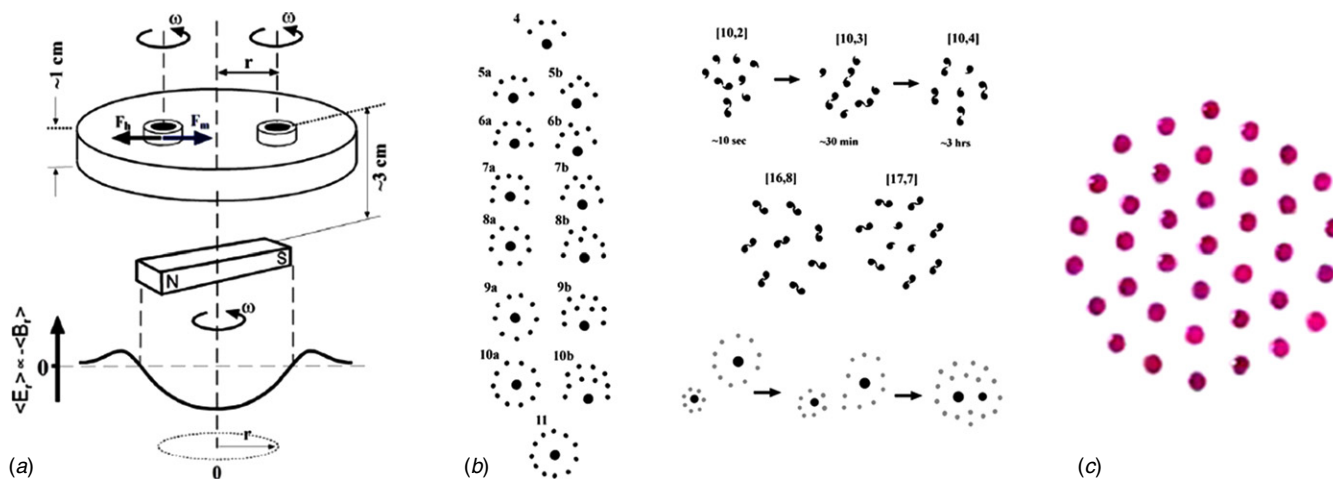 ω
ω
r
~1 cm
F_h
F_m
~3 cm
N
S
ω
<E_r> ∝ -<B_r>
0
r
0
(a)
4
5a
5b
6a
6b
7a
7b
8a
8b
9a
9b
10a
10b
11
(b)
[10,2]
[10,3]
[10,4]
~10 sec
~30 min
~3 hrs
[16,8]
[17,7]
(c)